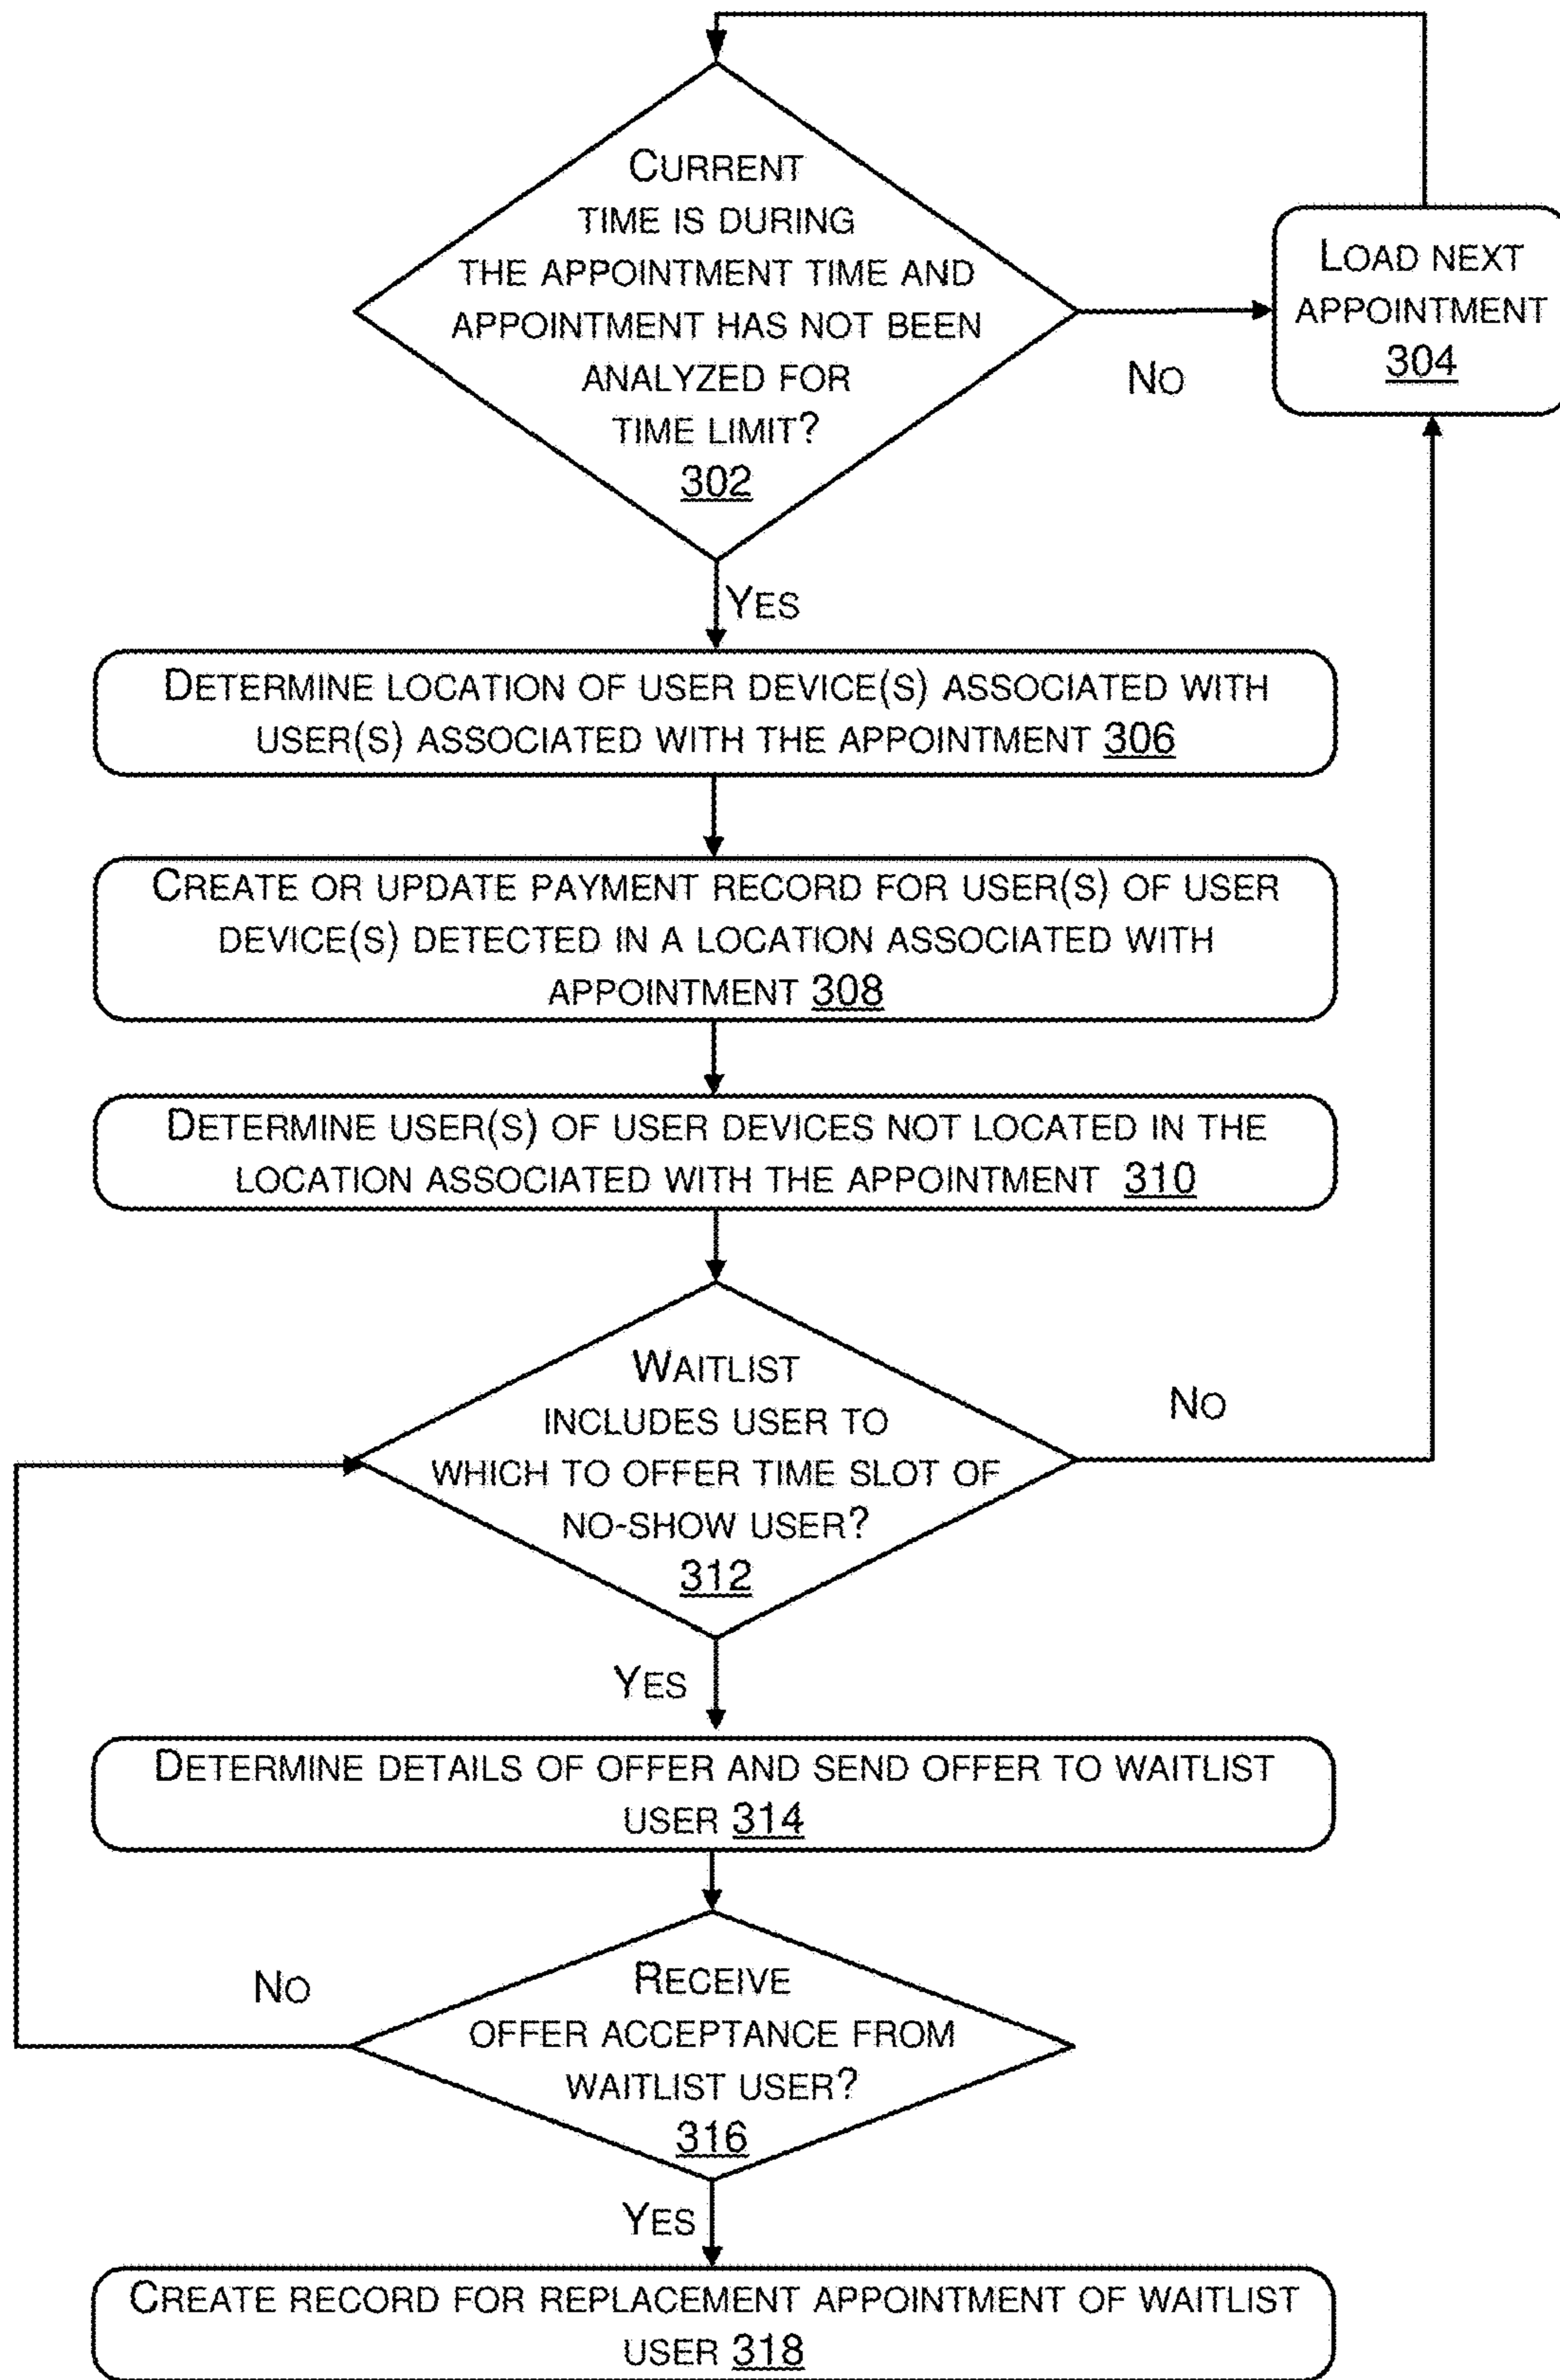 CURRENT
TIME IS DURING
THE APPOINTMENT TIME AND
APPOINTMENT HAS NOT BEEN
ANALYZED FOR
TIME LIMIT?
302
NO
LOAD NEXT
APPOINTMENT
304
YES
DETERMINE LOCATION OF USER DEVICE(S) ASSOCIATED WITH
USER(S) ASSOCIATED WITH THE APPOINTMENT 306
CREATE OR UPDATE PAYMENT RECORD FOR USER(S) OF USER
DEVICE(S) DETECTED IN A LOCATION ASSOCIATED WITH
APPOINTMENT 308
DETERMINE USER(S) OF USER DEVICES NOT LOCATED IN THE
LOCATION ASSOCIATED WITH THE APPOINTMENT 310
WAITLIST
INCLUDES USER TO
WHICH TO OFFER TIME SLOT OF
NO-SHOW USER?
312
NO
YES
DETERMINE DETAILS OF OFFER AND SEND OFFER TO WAITLIST
USER 314
NO
RECEIVE
OFFER ACCEPTANCE FROM
WAITLIST USER?
316
YES
CREATE RECORD FOR REPLACEMENT APPOINTMENT OF WAITLIST
USER 318